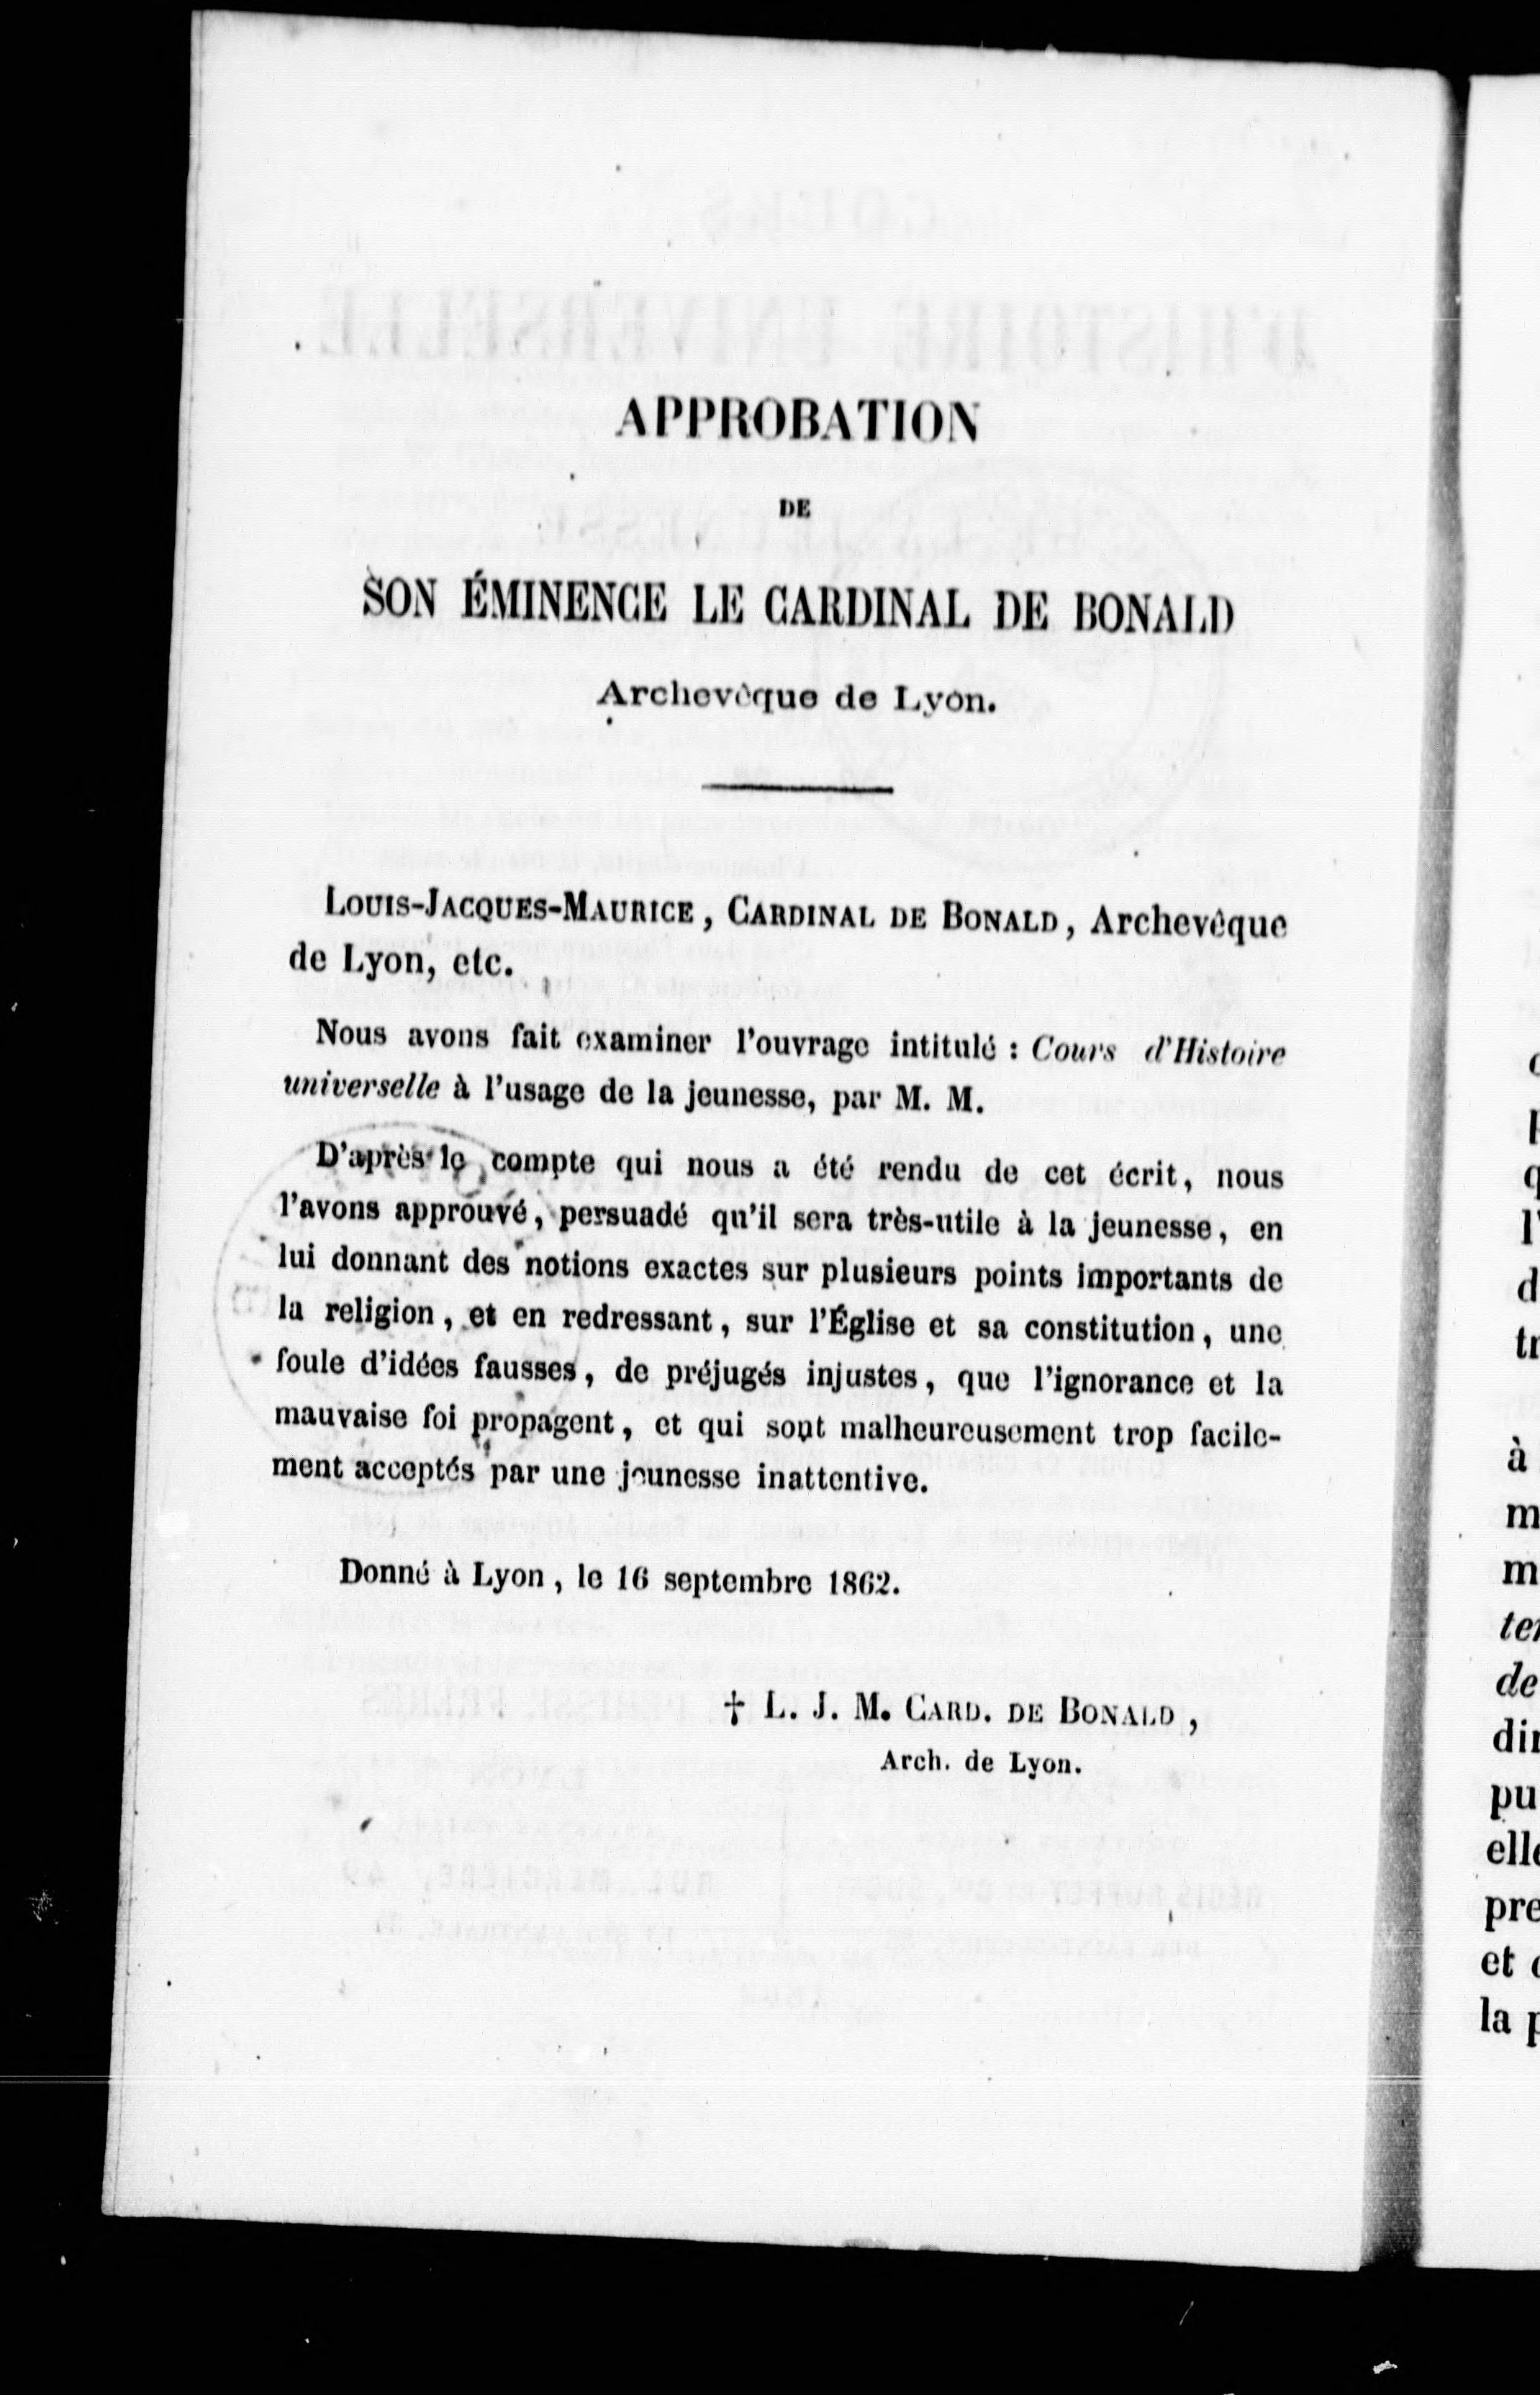 APPROBATION
DE
SON ÉMINENCE LE CARDINAL DE BONALD
Archevêque de Lyon.
LOUIS-JACQUES-MAURICE, CARDINAL DE BONALD, Archevêque
de Lyon, etc.
Nous avons fait examiner l'ouvrage intitulé : Cours d'Histoire
universelle à l'usage de la jeunesse, par M. M.
D'après le compte qui nous a été rendu de cet écrit, nous
l'avons approuvé, persuadé qu'il sera très-utile à la jeunesse, en
lui donnant des notions exactes sur plusieurs points importants de
la religion, et en redressant, sur l'Église et sa constitution, une
foule d'idées fausses, de préjugés injustes, que l'ignorance et la
mauvaise foi propagent, et qui sont malheureusement trop facile-
ment acceptés par une jeunesse inattentive.
Donné à Lyon, le 16 septembre 1862.
† L. J. M. CARD. DE BONALD,
Arch. de Lyon.